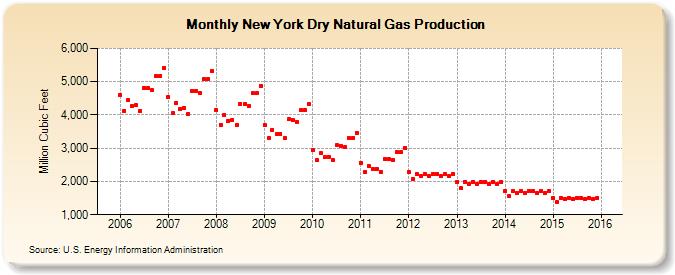 Monthly New York Dry Natural Gas Production
Million Cubic Feet
6,000
5,000
4,000
3,000
2,000
1,000
2006 2007 2008 2009 2010 2011 2012 2013 2014 2015 2016
Source: U.S. Energy Information Administration